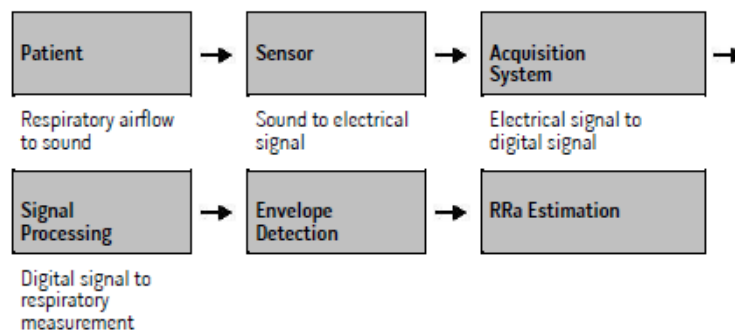 Patient
Sensor
Acquisition
System
Respiratory airflow
to sound
Sound to electrical
signal
Electrical signal to
digital signal
Signal
Processing
Envelope
Detection
RRa Estimation
Digital signal to
respiratory
measurement